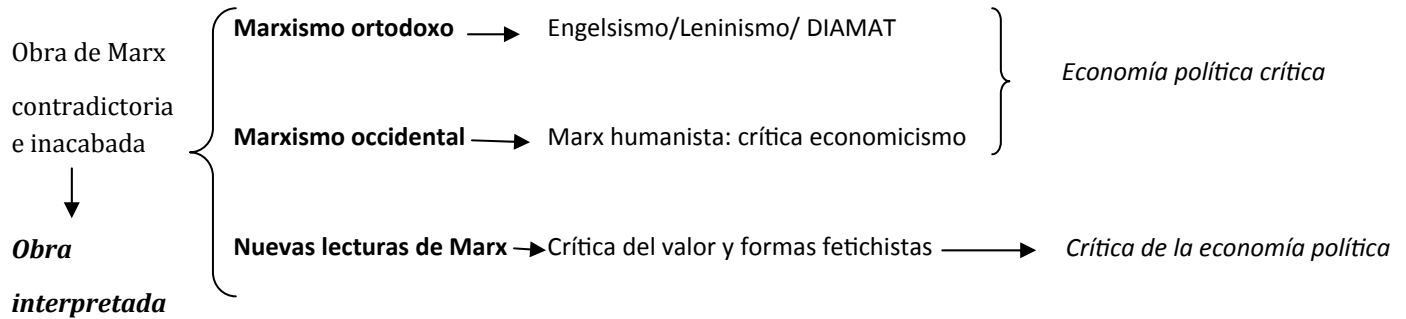 Obra de Marx
contradictoria
e inacabada
Obra
interpretada
Marxismo ortodoxo
Engelsismo/Leninismo/ DIAMAT
Marxismo occidental
Marx humanista: crítica economicismo
Economía política crítica
Nuevas lecturas de Marx
Crítica del valor y formas fetichistas
Crítica de la economía política